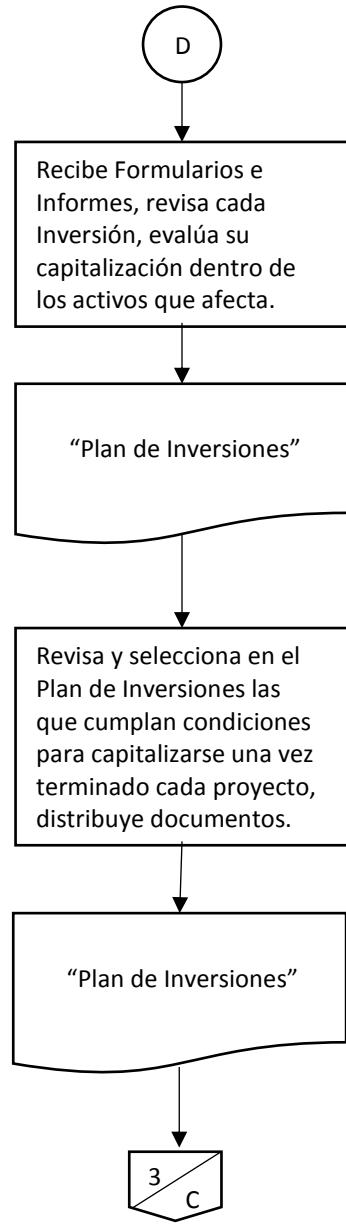 D
Recibe Formularios e
Informes, revisa cada
Inversión, evalúa su
capitalización dentro de
los activos que afecta.
“Plan de Inversiones”
Revisa y selecciona en el
Plan de Inversiones las
que cumplan condiciones
para capitalizarse una vez
terminado cada proyecto,
distribuye documentos.
“Plan de Inversiones”
3
C